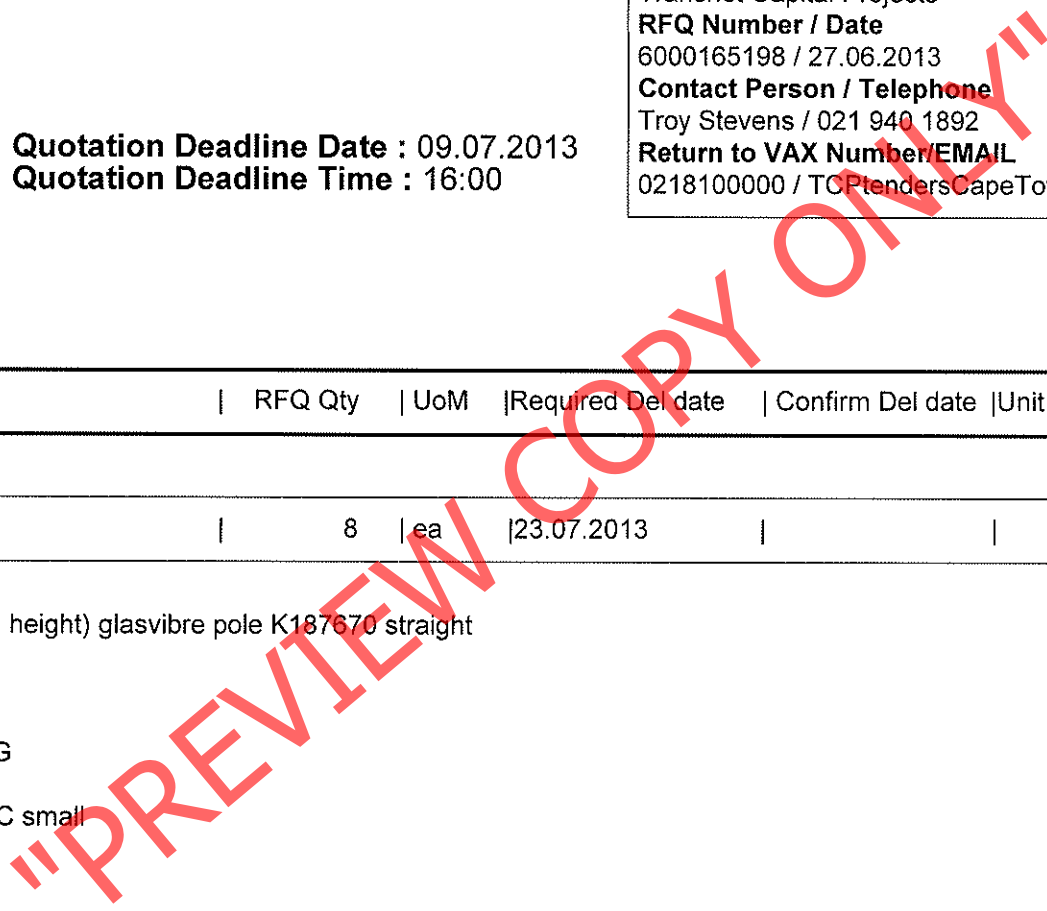 Transnet Capital Projects
RFQ Number / Date
6000165198 / 27.06.2013
Contact Person / Telephone
Troy Stevens / 021 940 1892
Return to VAX Number/EMAIL
0218100000 / TCPtendersCapeTo
Quotation Deadline Date : 09.07.2013
Quotation Deadline Time : 16:00
| RFQ Qty | UoM |Required Del date | Confirm Del date |Unit
| 8 | ea |23.07.2013 | |
height) glasvibre pole K187670 straight
G
C small
"PREVIEW COPY ONLY"